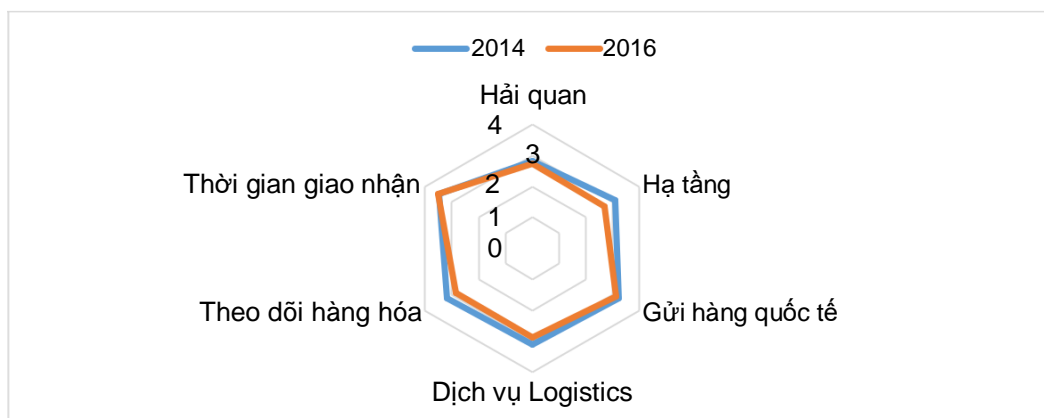 2014 2016
Hải quan
4
3
Thời gian giao nhận 2 Hạ tầng
1
0
Theo dõi hàng hóa Gửi hàng quốc tế
Dịch vụ Logistics